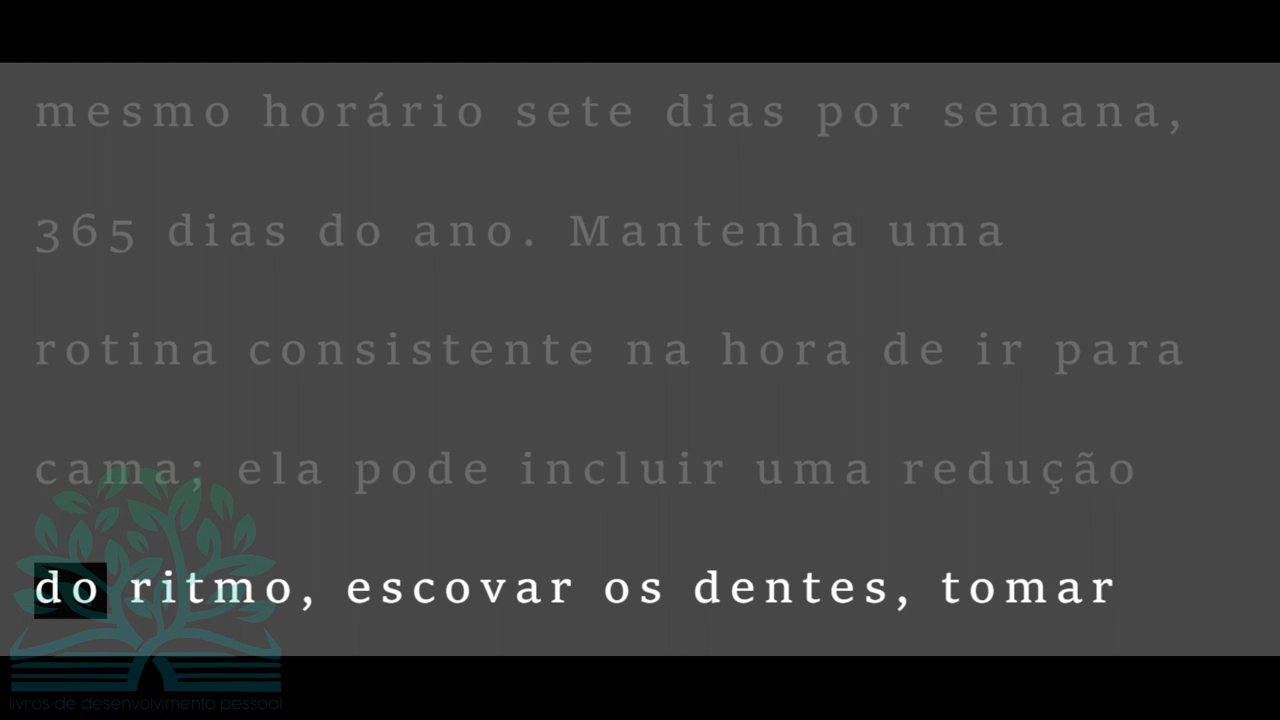 mesmo horário sete dias por semana,
365 dias do ano. Mantenha uma
rotina consistente na hora de ir para
cama; ela pode incluir uma redução
do ritmo, escovar os dentes, tomar
livros de desenvolvimento pessoal